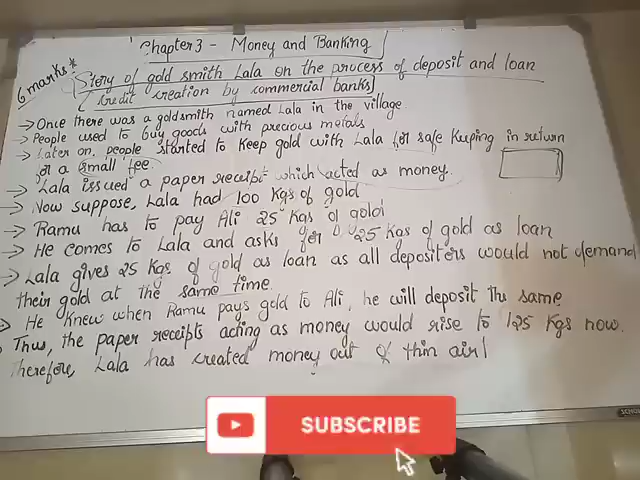 Chapter 3 - Money and Banking
6 marks*
Story of gold smith Lala on the process of deposit and loan
(credit creation by commercial banks)
→ Once there was a goldsmith named Lala in the village.
→ People used to buy goods with precious metals
→ Later on, people started to keep gold with Lala for safe keeping in return
for a small fee.
→ Lala issued a paper receipt which acted as money.
→ Now suppose, Lala had 100 kgs of gold
→ Ramu has to pay Ali 25 kgs of gold
→ He comes to Lala and asks for 25 kgs of gold as loan
→ Lala gives 25 kgs of gold as loan as all depositers would not demand
their gold at the same time.
→ He knew when Ramu pays gold to Ali, he will deposit the same
Thus, the paper receipts acting as money would rise to 125 kgs now.
Therefore, Lala has created money out of thin air!
SCHOL
SUBSCRIBE